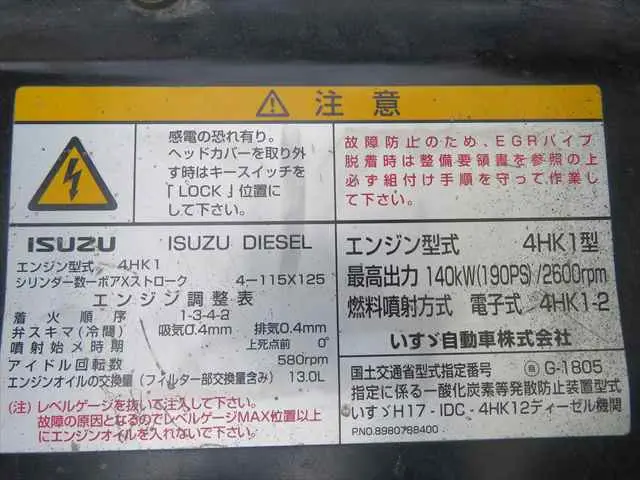 ⚠ 注意
感電の恐れ有り。
ヘッドカバーを取り外
す時はキースイッチを
「LOCK」位置に
して下さい。
故障防止のため、EGRパイプ
脱着時は整備要領書を参照の上
必ず組付け手順を守って作業し
て下さい。
ISUZU ISUZU DIESEL
エンジン型式 4HK1
シリンダー数ーボアXストローク 4-115X125
エンジン調整表
着火順序 1-3-4-2
弁スキマ(冷間) 吸気0.4mm 排気0.4mm
噴射始メ時期 上死点前 0°
アイドル回転数 580rpm
エンジンオイルの交換量(フィルター部交換量含み) 13.0L
(注)レベルゲージを抜いて注入して下さい。
故障の原因となるのでレベルゲージMAX位置以上
にエンジンオイルを入れないで下さい。
エンジン型式 4HK1型
最高出力 140kW(190PS)/2600rpm
燃料噴射方式 電子式 4HK1-2
いすゞ自動車株式会社
国土交通省型式指定番号 G-1805
指定に係る一酸化炭素等発散防止装置型式
いすゞH17-IDC-4HK12ディーゼル機関
P.NO.8980788400